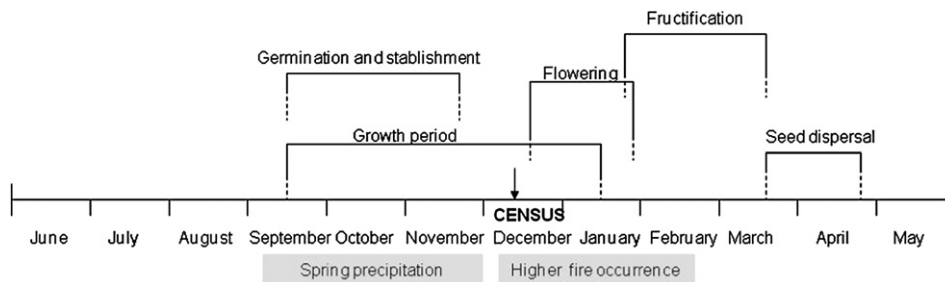 Fructification
Germination and stablishment
Flowering
Growth period
Seed dispersal
CENSUS
June July August September October November December January February March April May
Spring precipitation Higher fire occurrence